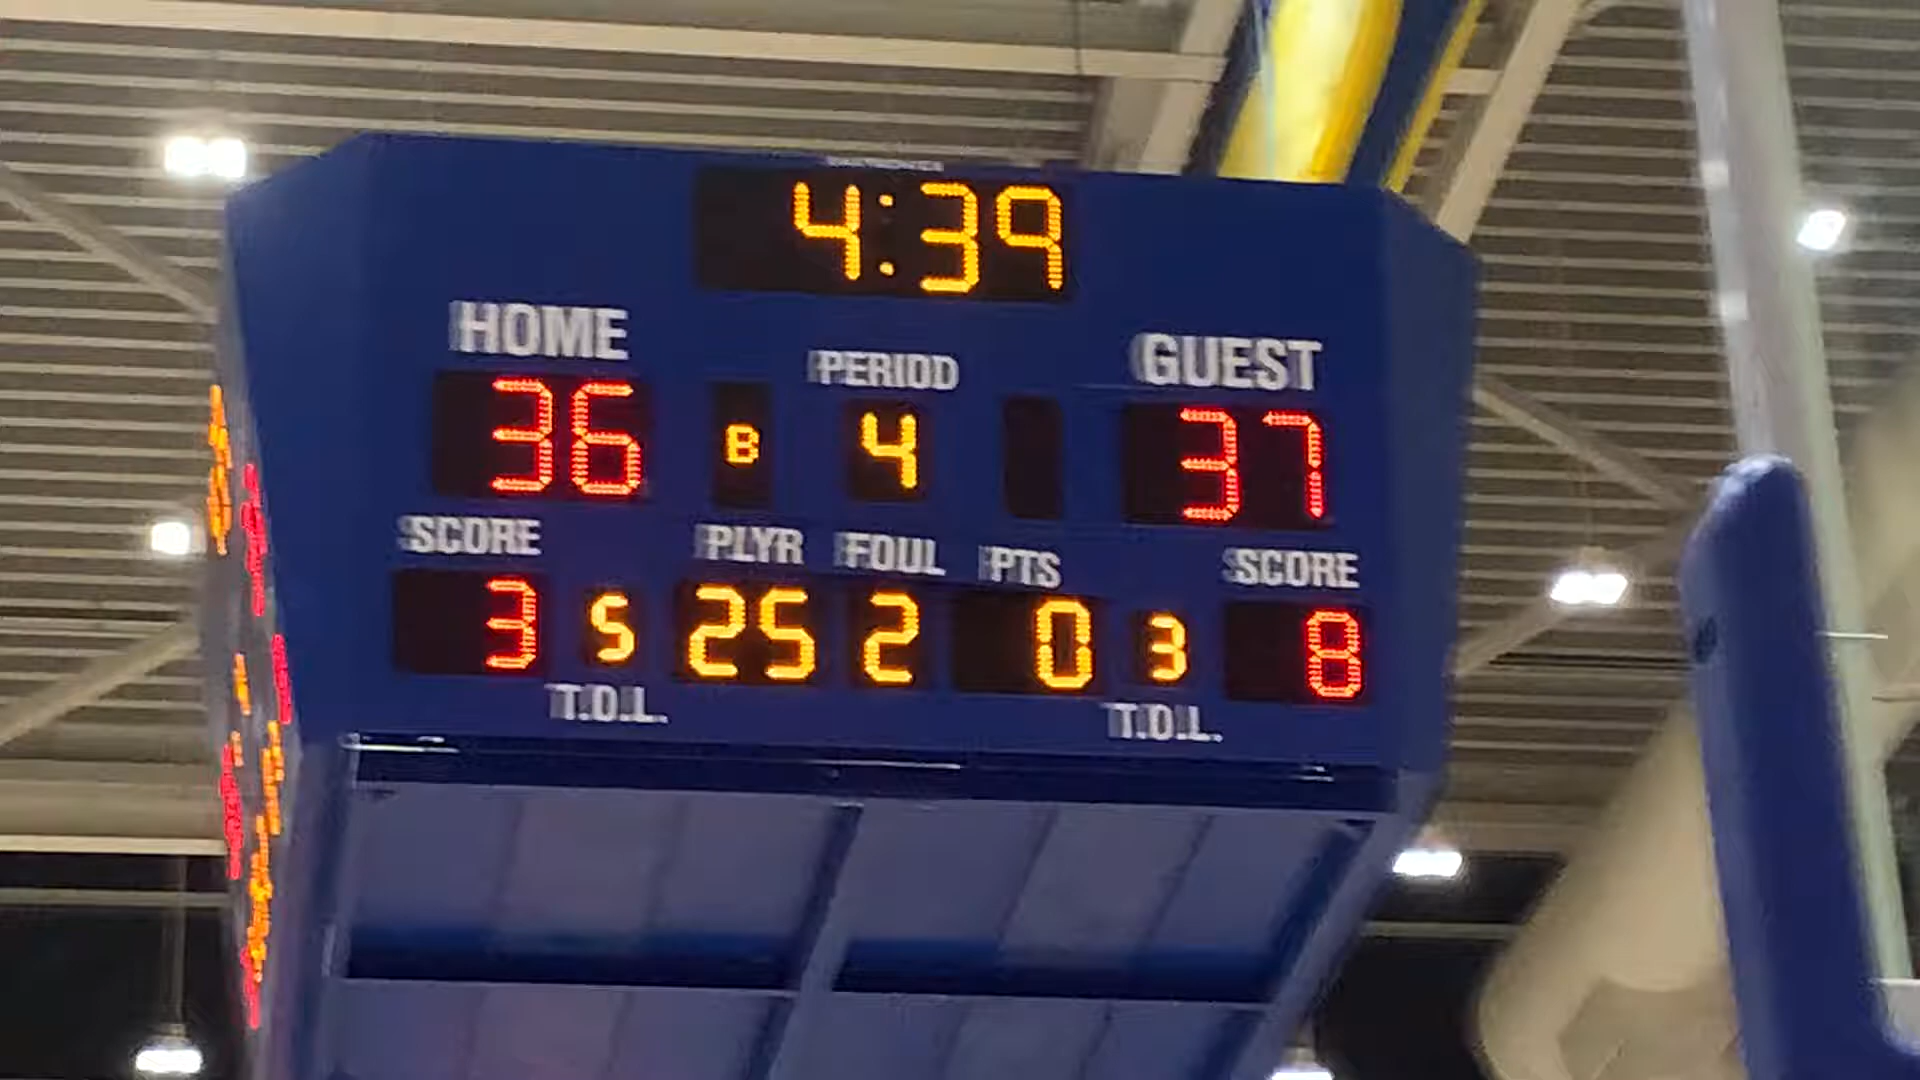 4:39
HOME PERIOD GUEST
36 B 4 37
SCORE PLYR FOUL PTS SCORE
3 5 25 2 0 3 8
T.O.L. T.O.L.